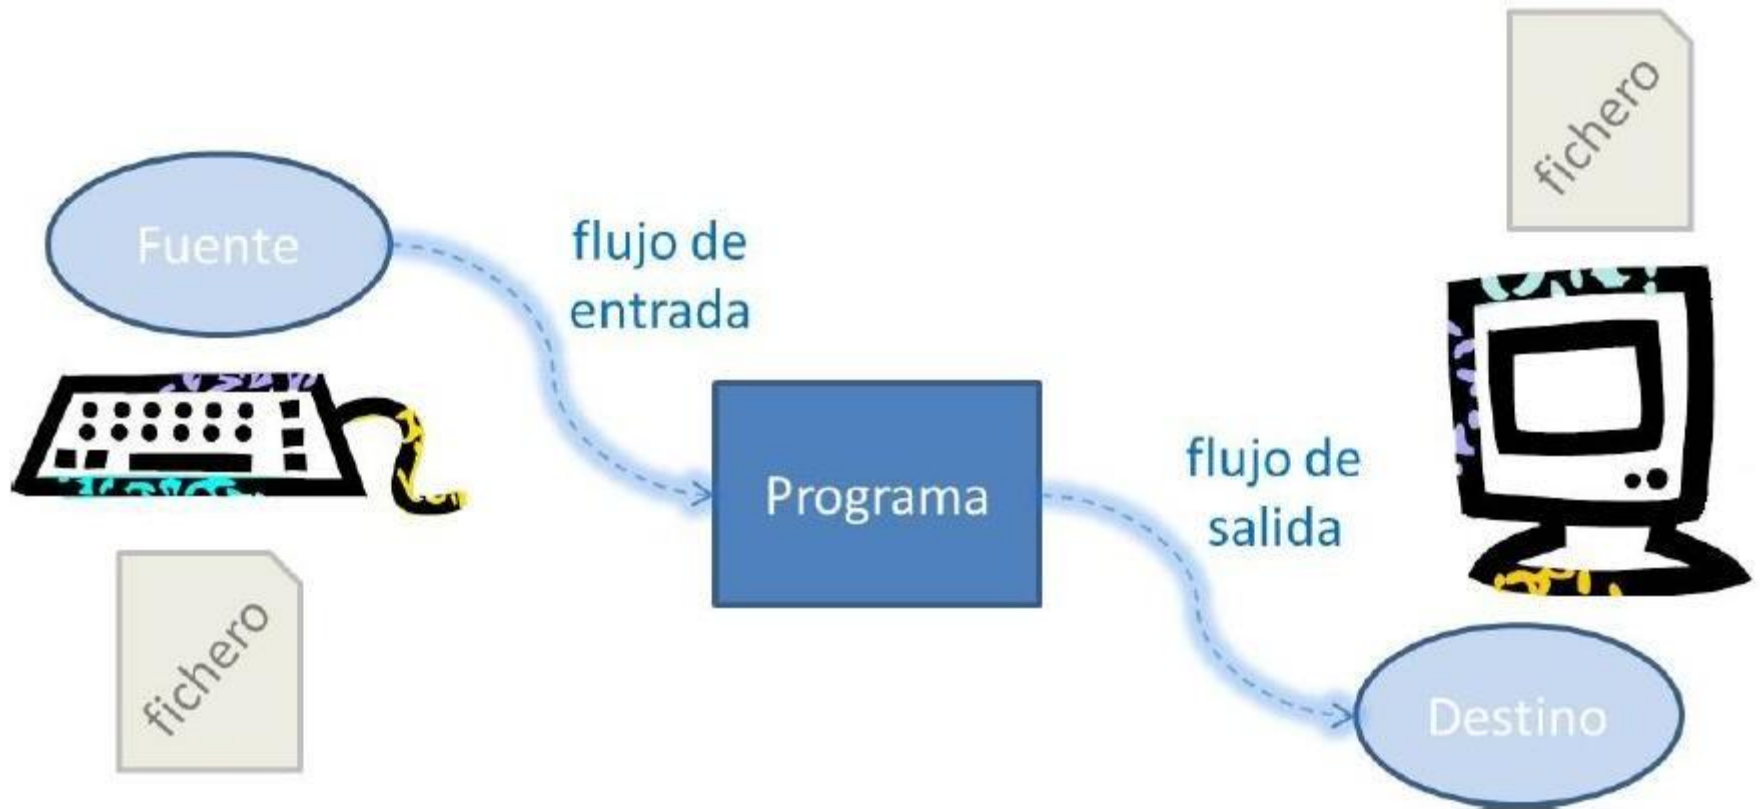 fichero
Fuente
flujo de
entrada
Programa
flujo de
salida
fichero
Destino